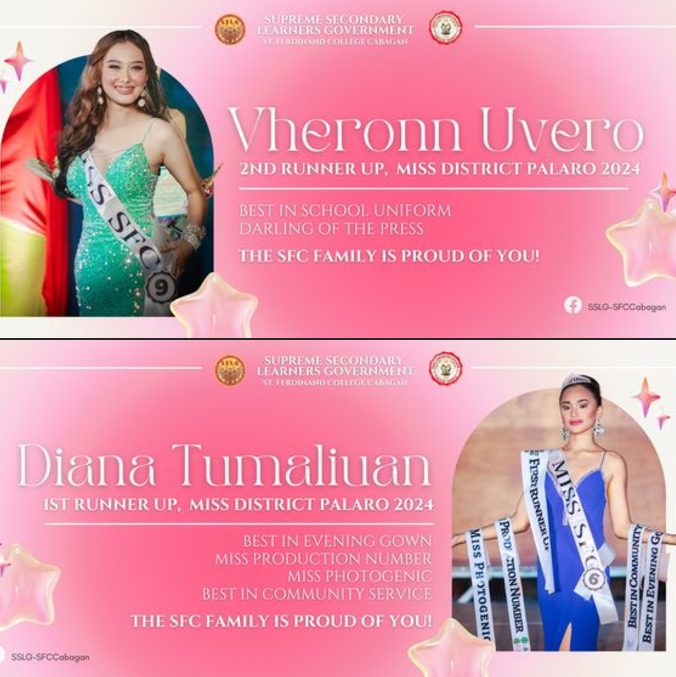 SUPREME SECONDARY
LEARNERS GOVERNMENT
ST. FERDINAND COLLEGE CABAGAN
Vheronn Uvero
2ND RUNNER UP, MISS DISTRICT PALARO 2024
BEST IN SCHOOL UNIFORM
DARLING OF THE PRESS
THE SFC FAMILY IS PROUD OF YOU!
MISS SFC
9
SSLG-SFCCabagan
SUPREME SECONDARY
LEARNERS GOVERNMENT
ST. FERDINAND COLLEGE CABAGAN
Diana Tumaliuan
1ST RUNNER UP, MISS DISTRICT PALARO 2024
BEST IN EVENING GOWN
MISS PRODUCTION NUMBER
MISS PHOTOGENIC
BEST IN COMMUNITY SERVICE
THE SFC FAMILY IS PROUD OF YOU!
MISS PHOTOGENIC
PRODUCTION NUMBER
FIRST RUNNER U
MISS SFC
6
BEST IN COMMUNITY
BEST IN EVENING GO
SSLG-SFCCabagan